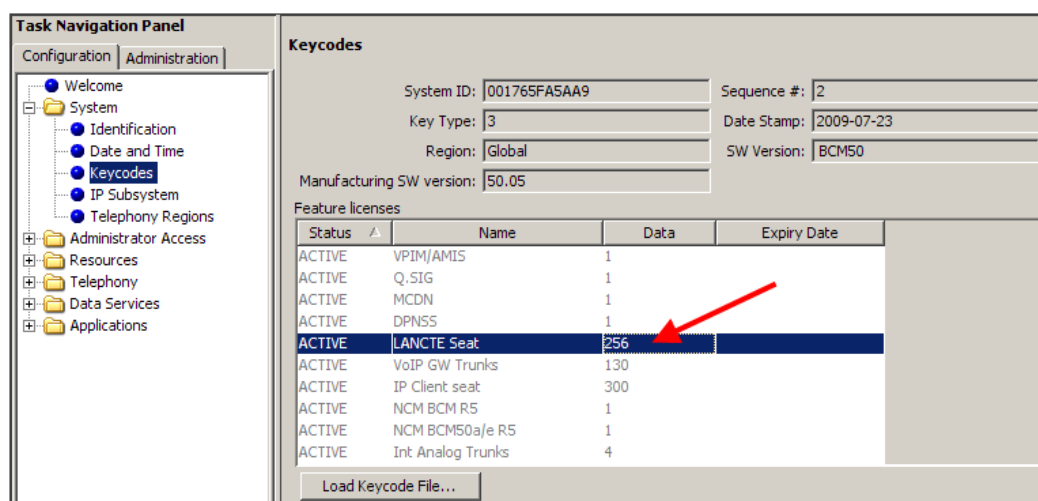 Task Navigation Panel
Configuration Administration
Welcome
System
Identification
Date and Time
Keycodes
IP Subsystem
Telephony Regions
Administrator Access
Resources
Telephony
Data Services
Applications
Keycodes
System ID: 001765FA5AA9 Sequence #: 2
Key Type: 3 Date Stamp: 2009-07-23
Region: Global SW Version: BCM50
Manufacturing SW version: 50.05
Feature licenses
Status Name Data Expiry Date
ACTIVE VPIM/AMIS 1
ACTIVE Q.SIG 1
ACTIVE MCDN 1
ACTIVE DPNSS 1
ACTIVE LANCTE Seat 256
ACTIVE VoIP GW Trunks 130
ACTIVE IP Client seat 300
ACTIVE NCM BCM R5 1
ACTIVE NCM BCM50a/e R5 1
ACTIVE Int Analog Trunks 4
Load Keycode File...